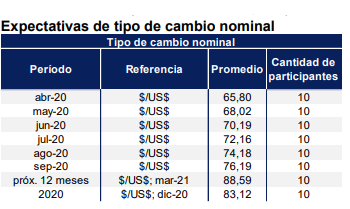 Expectativas de tipo de cambio nominal
Tipo de cambio nominal
Período Referencia Promedio Cantidad de participantes
abr-20 $/US$ 65,80 10
may-20 $/US$ 68,02 10
jun-20 $/US$ 70,19 10
jul-20 $/US$ 72,16 10
ago-20 $/US$ 74,18 10
sep-20 $/US$ 76,19 10
próx. 12 meses $/US$; mar-21 88,59 10
2020 $/US$; dic-20 83,12 10